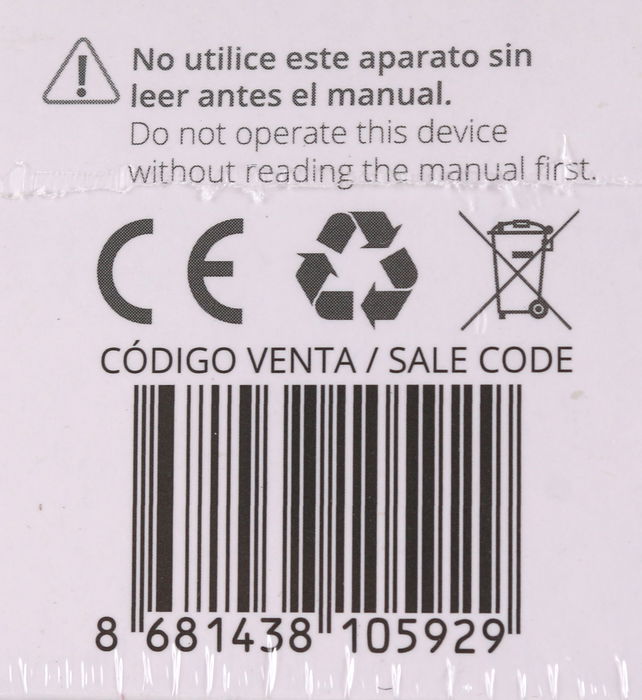 No utilice este aparato sin
leer antes el manual.
Do not operate this device
without reading the manual first.
CE
CÓDIGO VENTA / SALE CODE
8 681438 105929